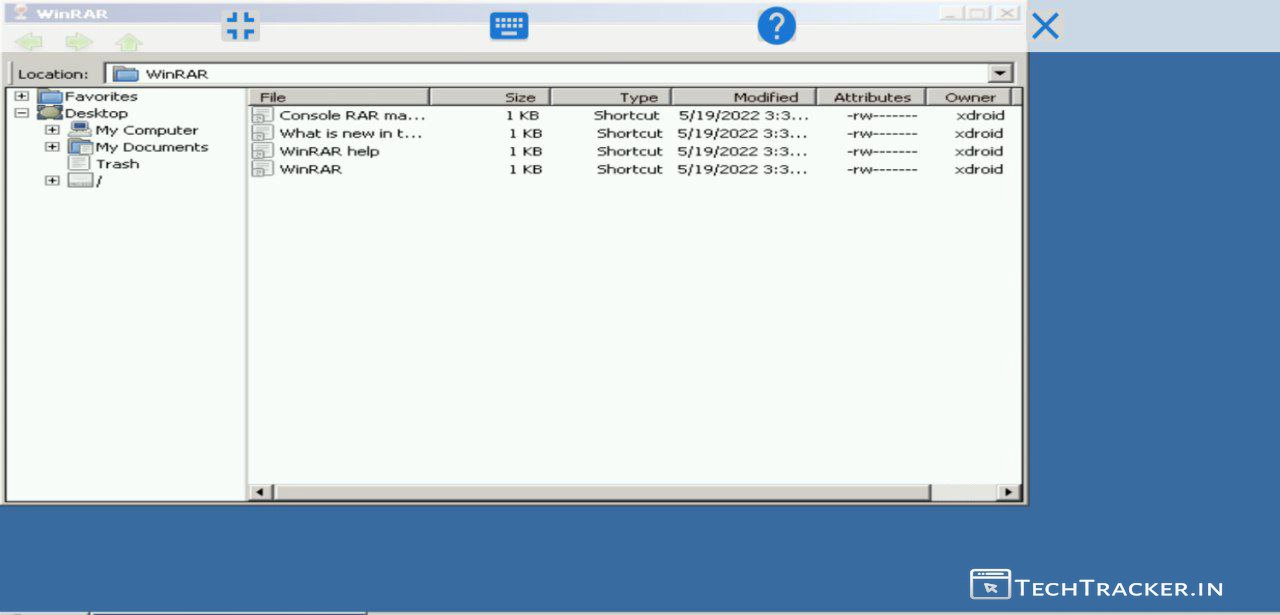 WinRAR
Location: WinRAR
Favorites
Desktop
My Computer
My Documents
Trash
/
File Size Type Modified Attributes Owner
Console RAR ma... 1 KB Shortcut 5/19/2022 3:3... -rw------- xdroid
What is new in t... 1 KB Shortcut 5/19/2022 3:3... -rw------- xdroid
WinRAR help 1 KB Shortcut 5/19/2022 3:3... -rw------- xdroid
WinRAR 1 KB Shortcut 5/19/2022 3:3... -rw------- xdroid
TECHTRACKER.IN